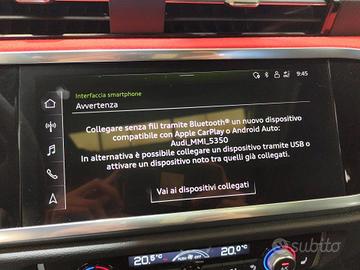 9:45
Interfaccia smartphone
Avvertenza
Collegare senza fili tramite Bluetooth® un nuovo dispositivo
compatibile con Apple CarPlay o Android Auto:
Audi_MMI_5350
In alternativa è possibile collegare un dispositivo tramite USB o
attivare un dispositivo noto tra quelli già collegati.
Vai ai dispositivi collegati
subito
20.5°C
20.0°C